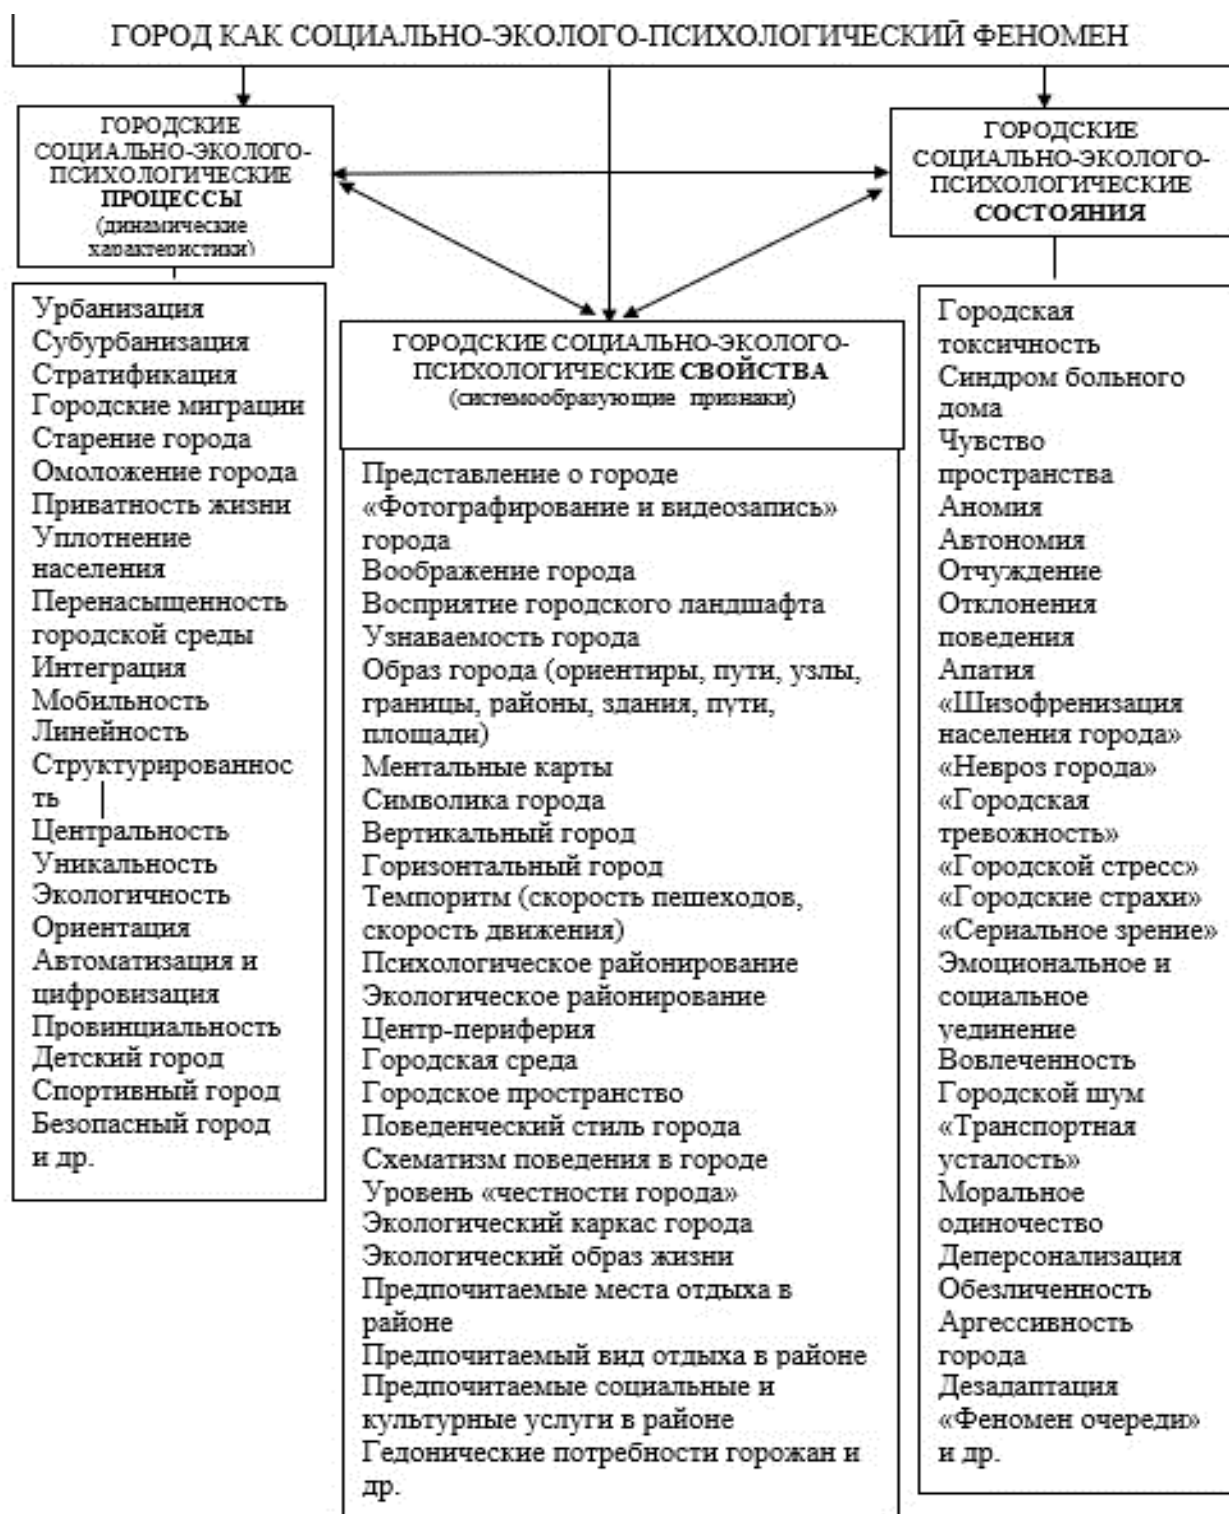 ГОРОД КАК СОЦИАЛЬНО-ЭКОЛОГО-ПСИХОЛОГИЧЕСКИЙ ФЕНОМЕН
ГОРОДСКИЕ
СОЦИАЛЬНО-ЭКОЛОГО-
ПСИХОЛОГИЧЕСКИЕ
ПРОЦЕССЫ
(динамические
характеристики)
Урбанизация
Субурбанизация
Стратификация
Городские миграции
Старение города
Омоложение города
Приватность жизни
Уплотнение
населения
Перенасыщенность
городской среды
Интеграция
Мобильность
Линейность
Структурированнос
ть
Центральность
Уникальность
Экологичность
Ориентация
Автоматизация и
цифровизация
Провинциальность
Детский город
Спортивный город
Безопасный город
и др.
ГОРОДСКИЕ СОЦИАЛЬНО-ЭКОЛОГО-
ПСИХОЛОГИЧЕСКИЕ СВОЙСТВА
(системообразующие признаки)
Представление о городе
«Фотографирование и видеозапись»
города
Воображение города
Восприятие городского ландшафта
Узнаваемость города
Образ города (ориентиры, пути, узлы,
границы, районы, здания, пути,
площади)
Ментальные карты
Символика города
Вертикальный город
Горизонтальный город
Темпоритм (скорость пешеходов,
скорость движения)
Психологическое районирование
Экологическое районирование
Центр-периферия
Городская среда
Городское пространство
Поведенческий стиль города
Схематизм поведения в городе
Уровень «честности города»
Экологический каркас города
Экологический образ жизни
Предпочитаемые места отдыха в
районе
Предпочитаемый вид отдыха в районе
Предпочитаемые социальные и
культурные услуги в районе
Гедонические потребности горожан и
др.
ГОРОДСКИЕ
СОЦИАЛЬНО-ЭКОЛОГО-
ПСИХОЛОГИЧЕСКИЕ
СОСТОЯНИЯ
Городская
токсичность
Синдром больного
дома
Чувство
пространства
Аномия
Автономия
Отчуждение
Отклонения
поведения
Апатия
«Шизофренизация
населения города»
«Невроз города»
«Городская
тревожность»
«Городской стресс»
«Городские страхи»
«Сериальное зрение»
Эмоциональное и
социальное
уединение
Вовлеченность
Городской шум
«Транспортная
усталость»
Моральное
одиночество
Деперсонализация
Обезличенность
Аргессивность
города
Дезадаптация
«Феномен очереди»
и др.